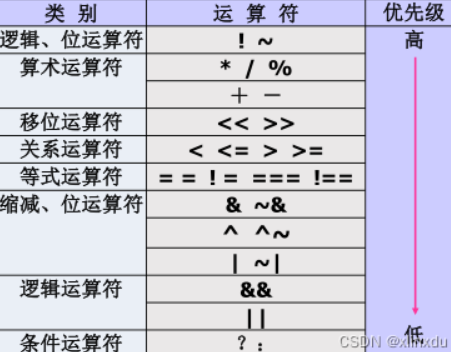 类 别 运 算 符 优先级
逻辑、位运算符 ! ~ 高
算术运算符 * / %
+ −
移位运算符 << >>
关系运算符 < <= > >=
等式运算符 = = ! = === !==
缩减、位运算符 & ~&
^ ^~
| ~|
逻辑运算符 &&
||
低
条件运算符 ? :
CSDN @xlinxdu